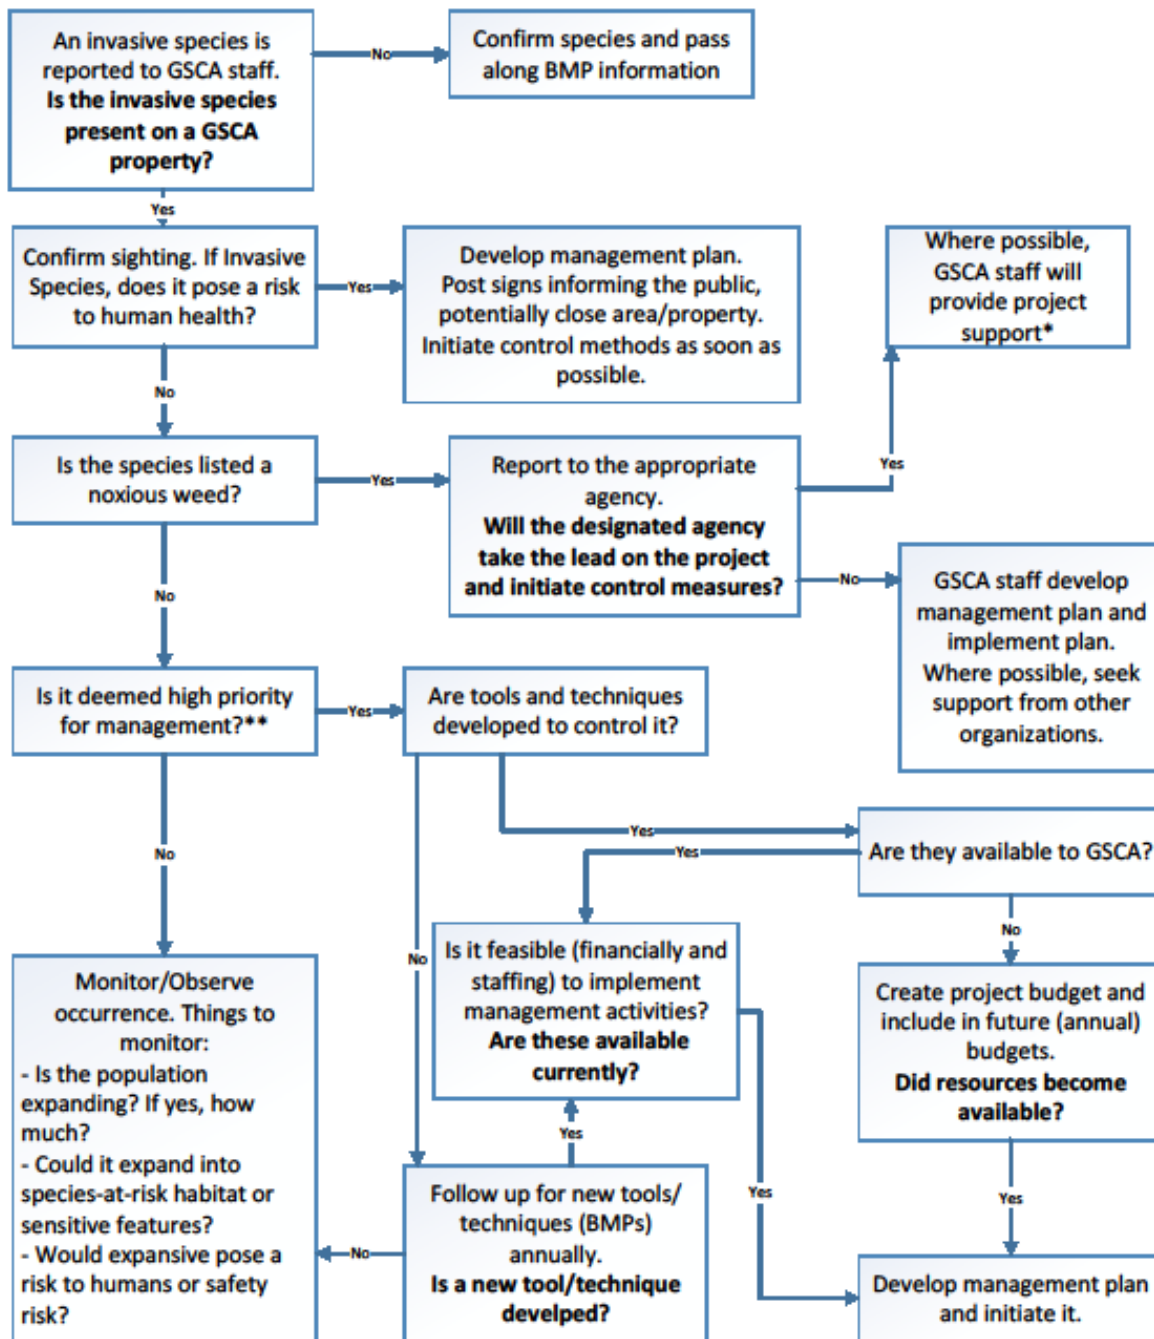 An invasive species is
reported to GSCA staff.
Is the invasive species
present on a GSCA
property?
No
Confirm species and pass
along BMP information
Yes
Confirm sighting. If Invasive
Species, does it pose a risk
to human health?
Yes
Develop management plan.
Post signs informing the public,
potentially close area/property.
Initiate control methods as soon as
possible.
Where possible,
GSCA staff will
provide project
support*
No
Is the species listed a
noxious weed?
Yes
Report to the appropriate
agency.
Will the designated agency
take the lead on the project
and initiate control measures?
Yes
No
GSCA staff develop
management plan and
implement plan.
Where possible, seek
support from other
organizations.
No
Is it deemed high priority
for management?**
Yes
Are tools and techniques
developed to control it?
Yes
Are they available to GSCA?
Yes
No
No
Is it feasible (financially and
staffing) to implement
management activities?
Are these available
currently?
No
Create project budget and
include in future (annual)
budgets.
Did resources become
available?
Monitor/Observe
occurrence. Things to
monitor:
- Is the population
expanding? If yes, how
much?
- Could it expand into
species-at-risk habitat or
sensitive features?
- Would expansive pose a
risk to humans or safety
risk?
Yes
No
Follow up for new tools/
techniques (BMPs)
annually.
Is a new tool/technique
develped?
Yes
Yes
Develop management plan
and initiate it.